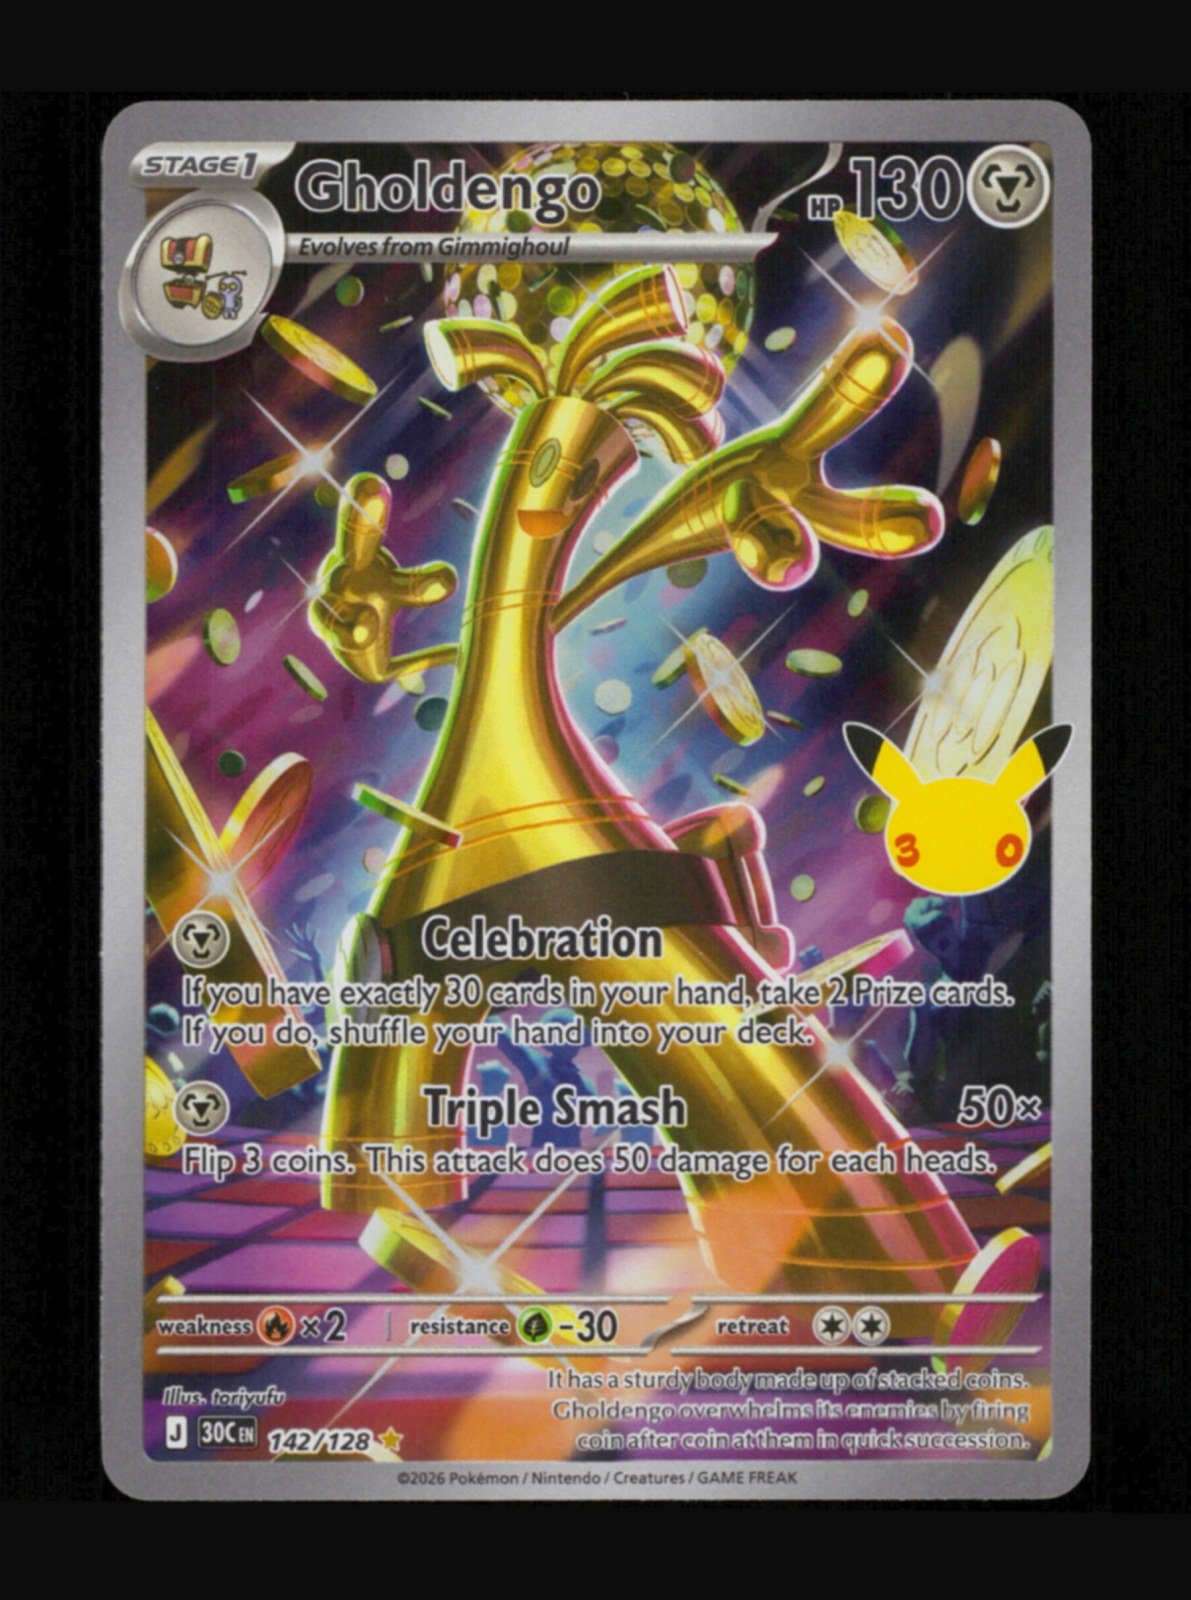 STAGE1
Gholdengo
HP 130
Evolves from Gimmighoul
30
Celebration
If you have exactly 30 cards in your hand, take 2 Prize cards.
If you do, shuffle your hand into your deck.
Triple Smash 50×
Flip 3 coins. This attack does 50 damage for each heads.
weakness ×2 resistance -30 retreat
Illus. toriyufu
It has a sturdy body made up of stacked coins.
Gholdengo overwhelms its enemies by firing
coin after coin at them in quick succession.
J 30C EN 142/128
©2026 Pokémon / Nintendo / Creatures / GAME FREAK